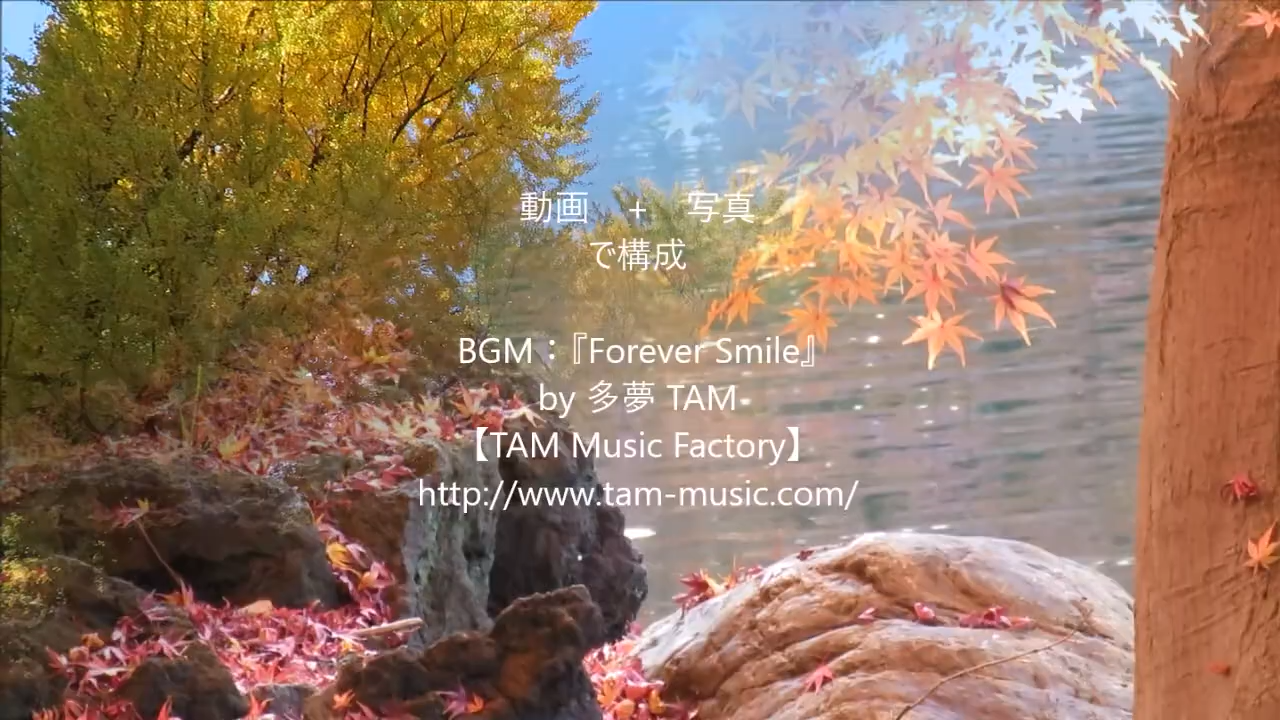 動画　+　写真
で構成
BGM：『Forever Smile』
by 多夢 TAM
【TAM Music Factory】
http://www.tam-music.com/